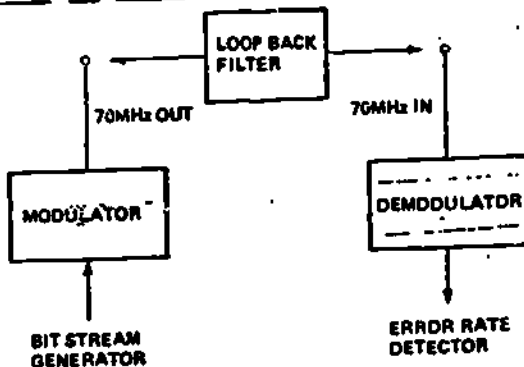 LOOP BACK
FILTER
70MHz OUT
70MHz IN
MODULATOR
DEMODULATOR
BIT STREAM
GENERATOR
ERROR RATE
DETECTOR